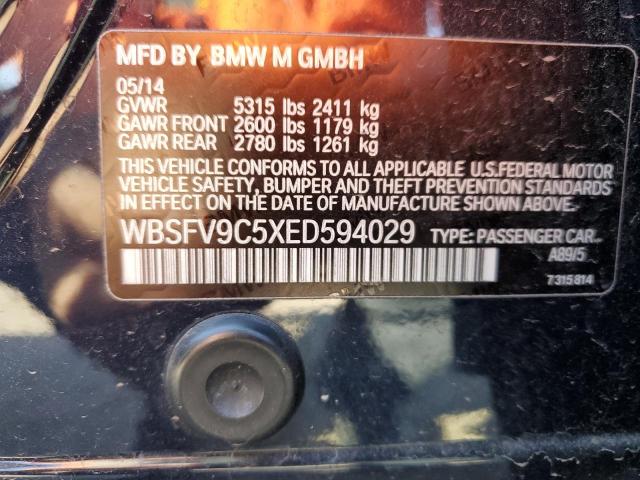 MFD BY BMW M GMBH
05/14
GVWR 5315 lbs 2411 kg
GAWR FRONT 2600 lbs 1179 kg
GAWR REAR 2780 lbs 1261 kg
THIS VEHICLE CONFORMS TO ALL APPLICABLE U.S.FEDERAL MOTOR
VEHICLE SAFETY, BUMPER AND THEFT PREVENTION STANDARDS
IN EFFECT ON THE DATE OF MANUFACTURE SHOWN ABOVE.
WBSFV9C5XED594029 TYPE: PASSENGER CAR
A89/5
7315814